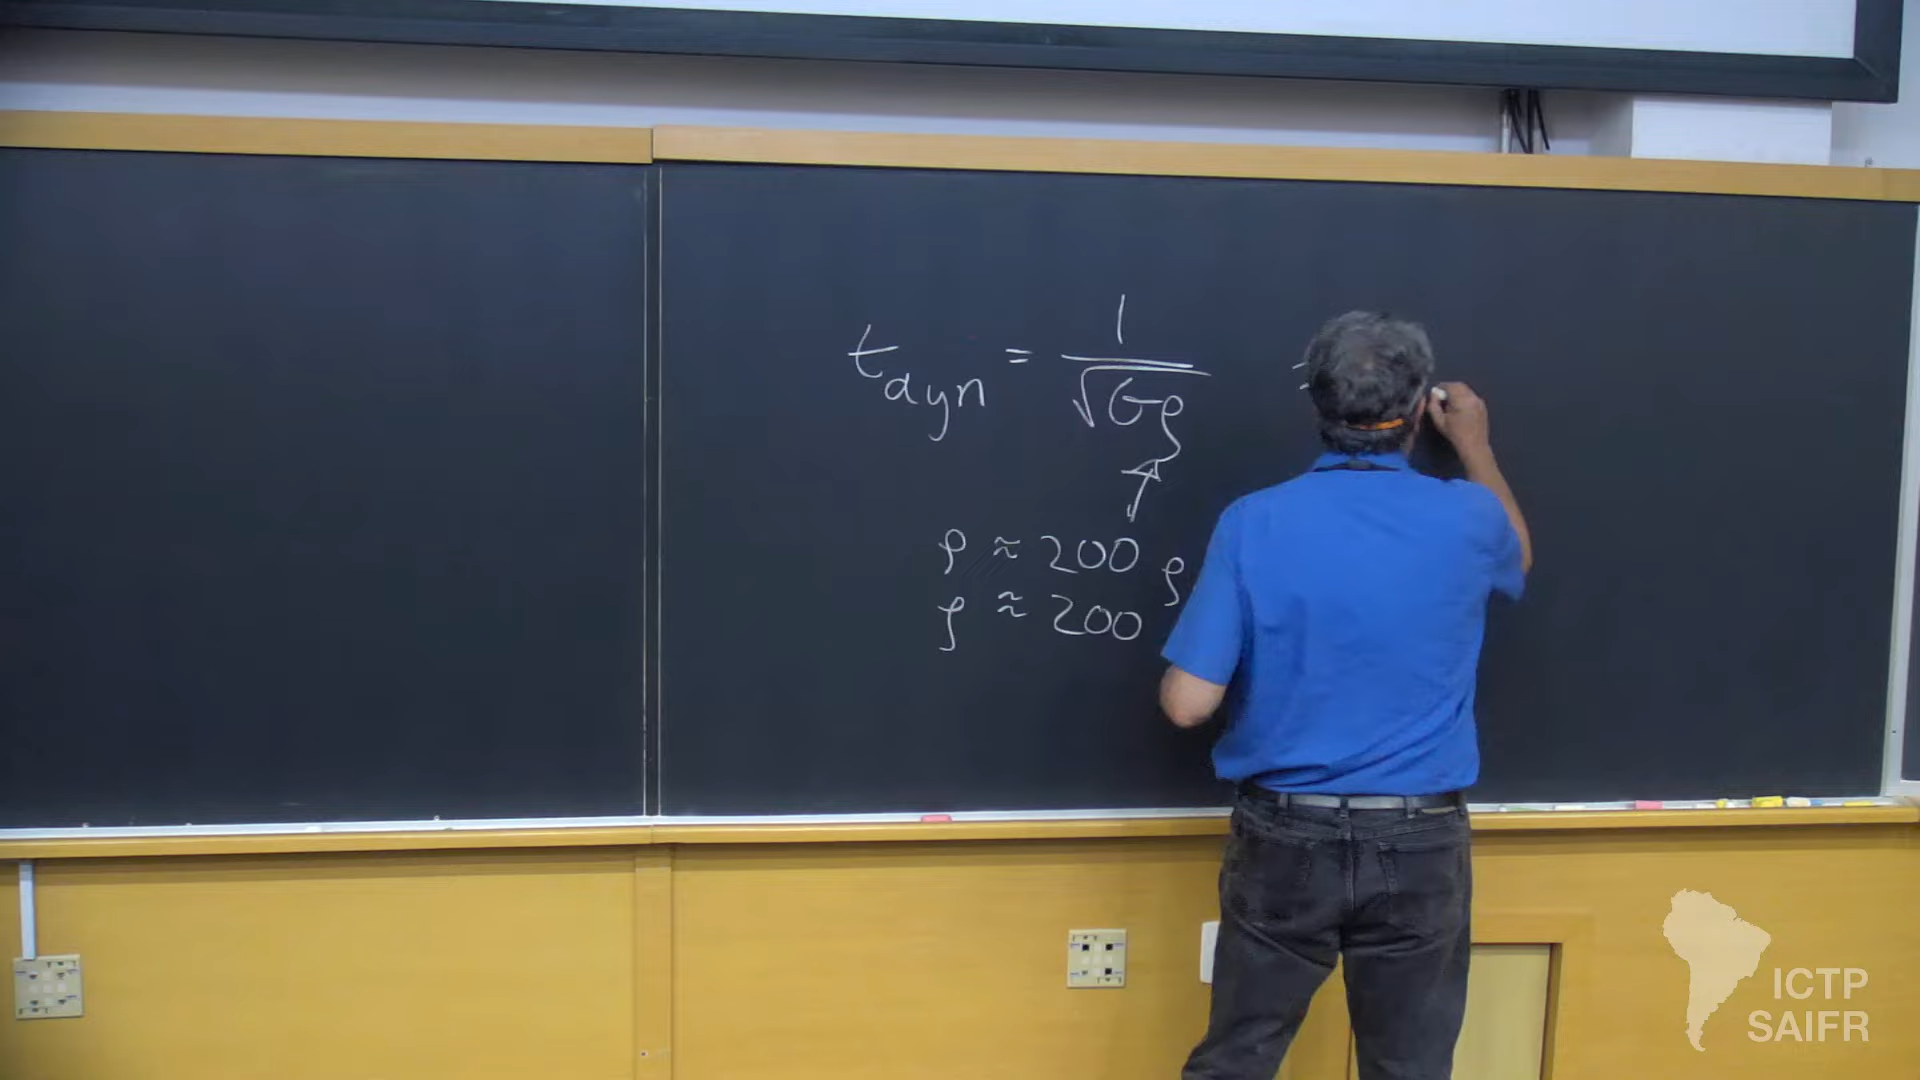 t_dyn = 1/√Gρ =
ρ ≈ 200 ρ
ρ ≈ 200
ICTP
SAIFR